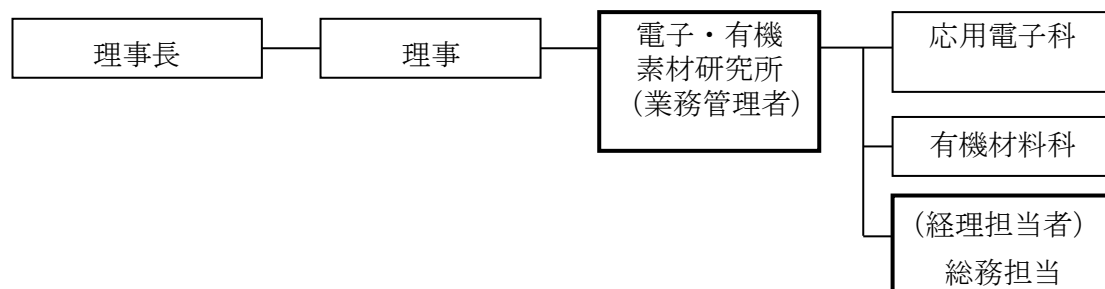 理事長
理事
電子・有機
素材研究所
（業務管理者）
応用電子科
有機材料科
（経理担当者）
総務担当